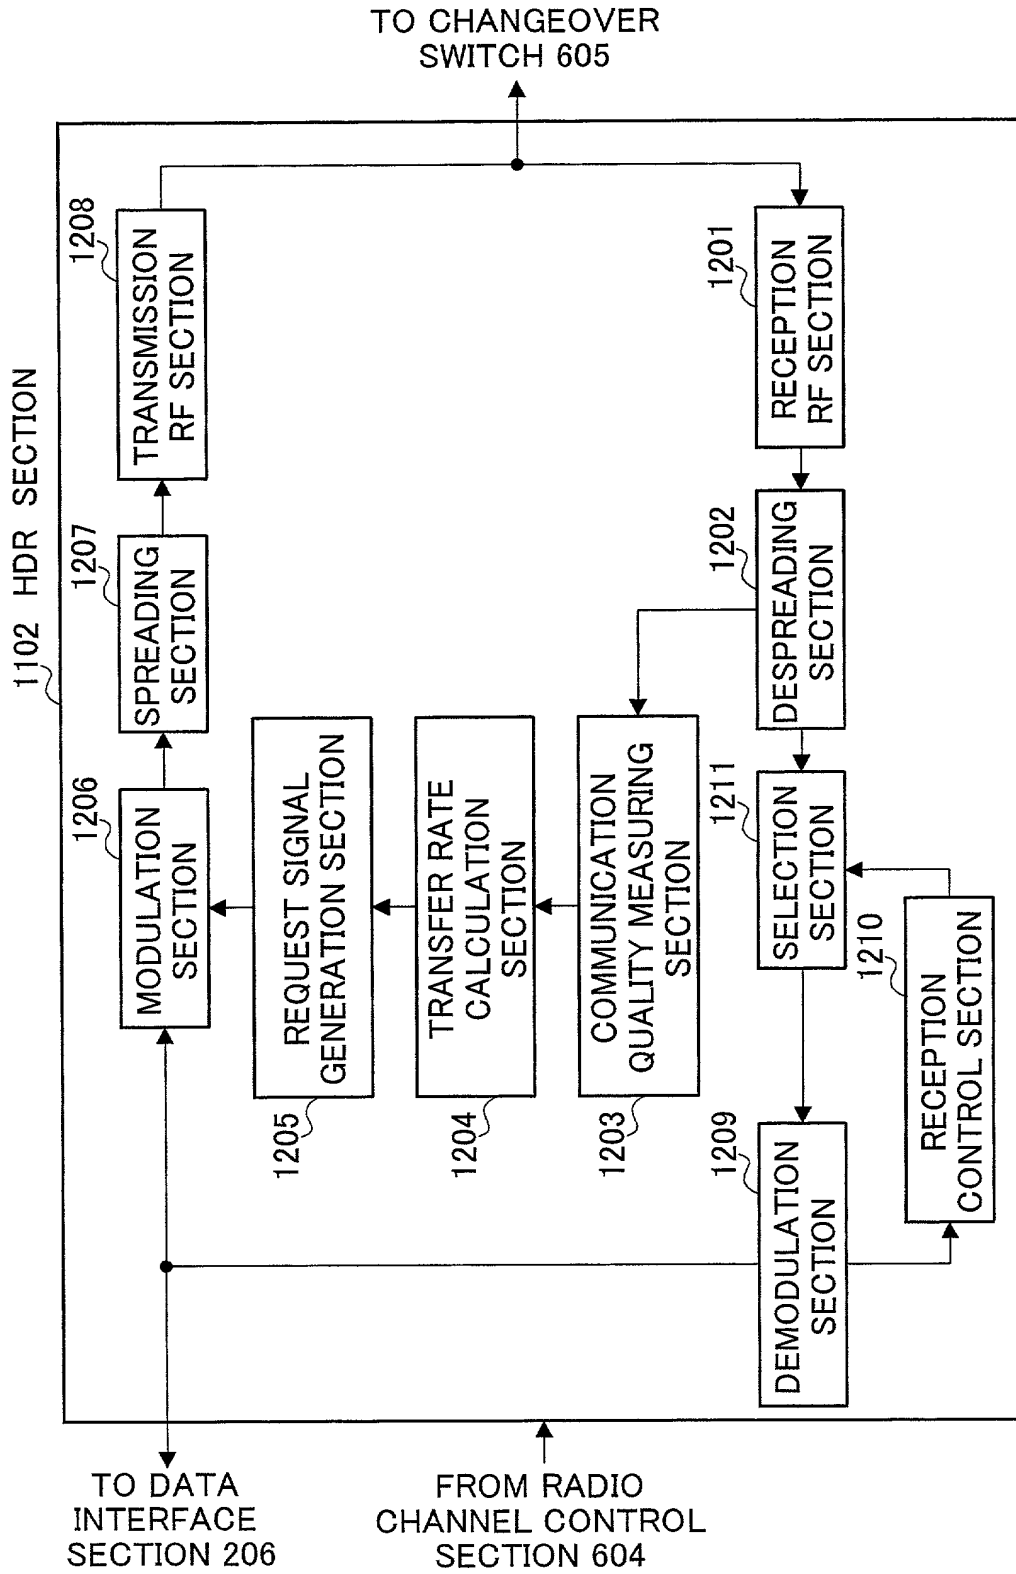 TO CHANGEOVER
SWITCH 605
1102 HDR SECTION
1208
TRANSMISSION
RF SECTION
1207
SPREADING
SECTION
1206
MODULATION
SECTION
1205
REQUEST SIGNAL
GENERATION SECTION
1204
TRANSFER RATE
CALCULATION
SECTION
1203
COMMUNICATION
QUALITY MEASURING
SECTION
1201
RECEPTION
RF SECTION
1202
DESPREADING
SECTION
1211
SELECTION
SECTION
1210
RECEPTION
CONTROL SECTION
1209
DEMODULATION
SECTION
TO DATA
INTERFACE
SECTION 206
FROM RADIO
CHANNEL CONTROL
SECTION 604